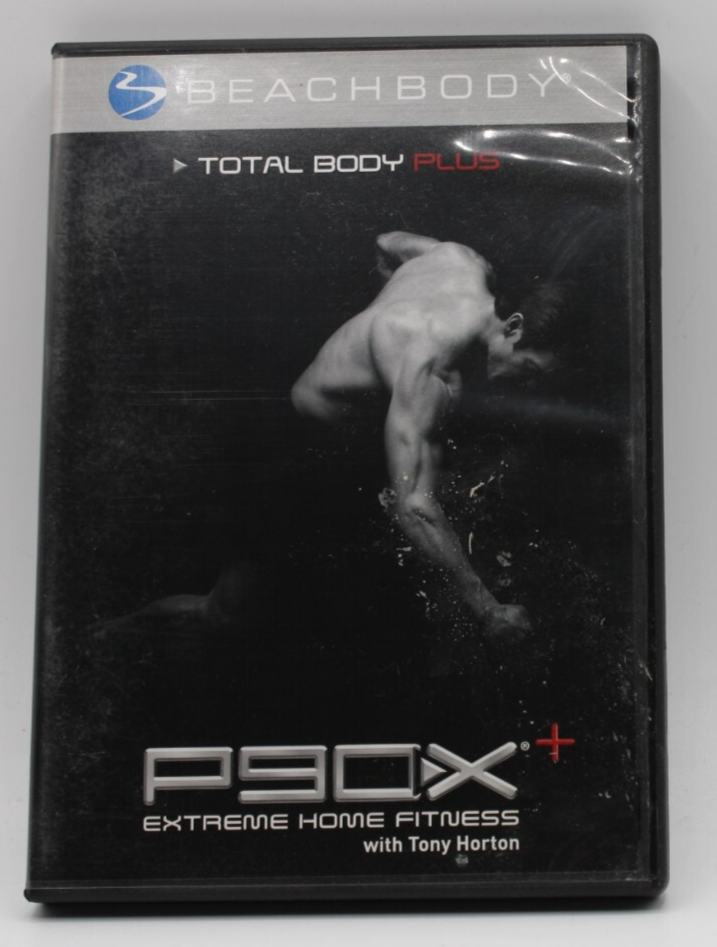 BEACHBODY®
TOTAL BODY PLUS
P90X®+
EXTREME HOME FITNESS
with Tony Horton